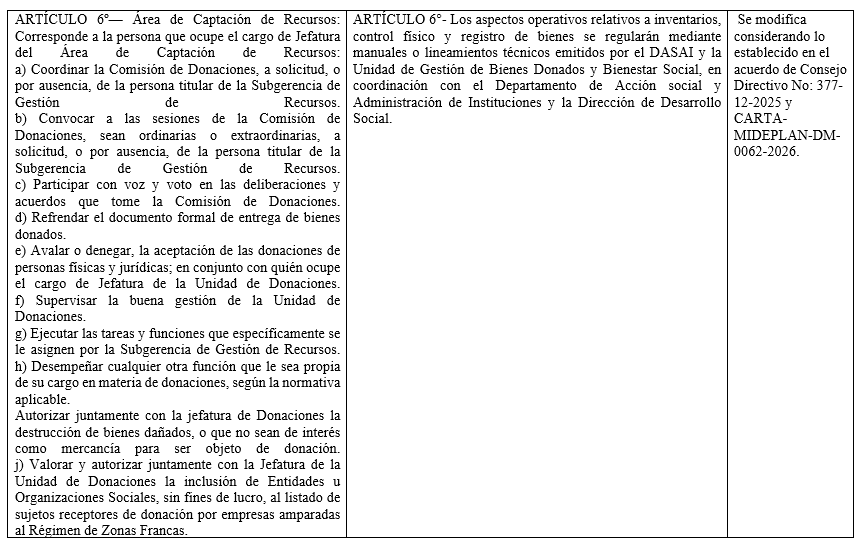 ARTÍCULO 6º— Área de Captación de Recursos:
Corresponde a la persona que ocupe el cargo de Jefatura
del Área de Captación de Recursos:
a) Coordinar la Comisión de Donaciones, a solicitud, o
por ausencia, de la persona titular de la Subgerencia de
Gestión de Recursos.
b) Convocar a las sesiones de la Comisión de
Donaciones, sean ordinarias o extraordinarias, a
solicitud, o por ausencia, de la persona titular de la
Subgerencia de Gestión de Recursos.
c) Participar con voz y voto en las deliberaciones y
acuerdos que tome la Comisión de Donaciones.
d) Refrendar el documento formal de entrega de bienes
donados.
e) Avalar o denegar, la aceptación de las donaciones de
personas físicas y jurídicas; en conjunto con quién ocupe
el cargo de Jefatura de la Unidad de Donaciones.
f) Supervisar la buena gestión de la Unidad de
Donaciones.
g) Ejecutar las tareas y funciones que específicamente se
le asignen por la Subgerencia de Gestión de Recursos.
h) Desempeñar cualquier otra función que le sea propia
de su cargo en materia de donaciones, según la normativa
aplicable.
Autorizar juntamente con la jefatura de Donaciones la
destrucción de bienes dañados, o que no sean de interés
como mercancía para ser objeto de donación.
j) Valorar y autorizar juntamente con la Jefatura de la
Unidad de Donaciones la inclusión de Entidades u
Organizaciones Sociales, sin fines de lucro, al listado de
sujetos receptores de donación por empresas amparadas
al Régimen de Zonas Francas.
ARTÍCULO 6°- Los aspectos operativos relativos a inventarios,
control físico y registro de bienes se regularán mediante
manuales o lineamientos técnicos emitidos por el DASAI y la
Unidad de Gestión de Bienes Donados y Bienestar Social, en
coordinación con el Departamento de Acción social y
Administración de Instituciones y la Dirección de Desarrollo
Social.
Se modifica
considerando lo
establecido en el
acuerdo de Consejo
Directivo No: 377-
12-2025 y
CARTA-
MIDEPLAN-DM-
0062-2026.